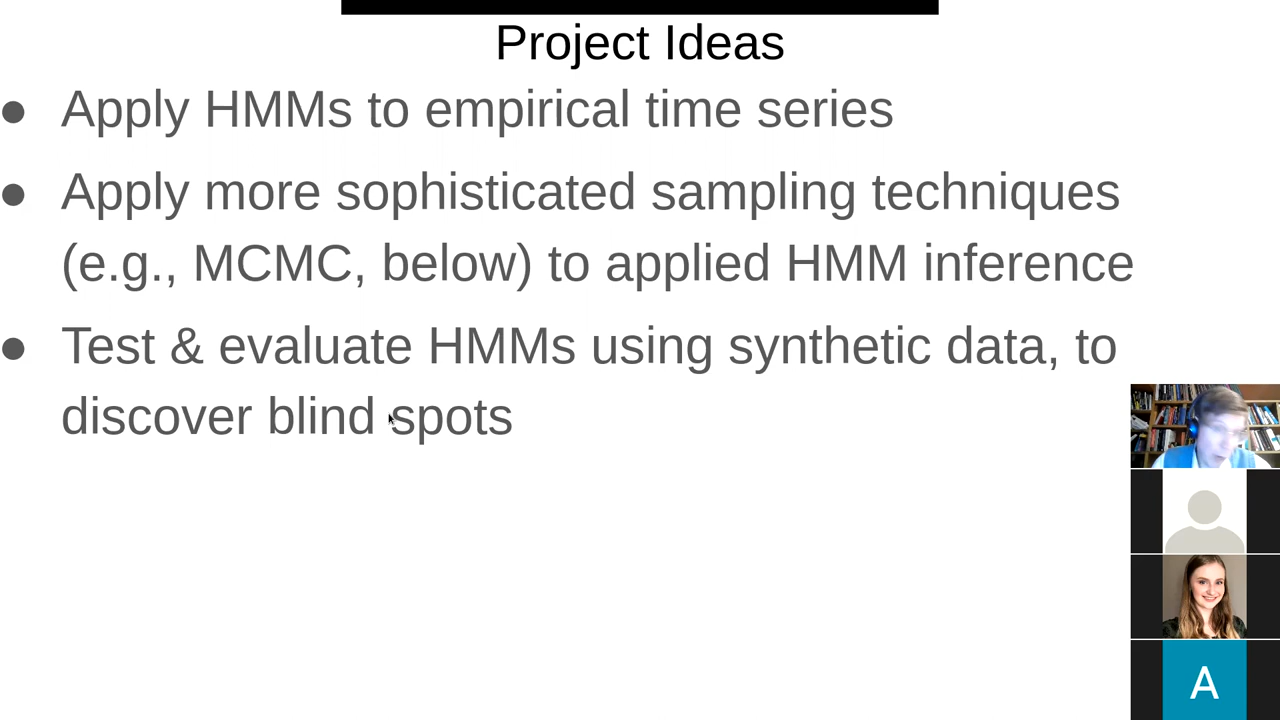 Project Ideas
● Apply HMMs to empirical time series
● Apply more sophisticated sampling techniques
(e.g., MCMC, below) to applied HMM inference
● Test & evaluate HMMs using synthetic data, to
discover blind spots
A